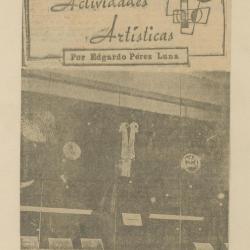 Actividades
Artísticas
Por Edgardo Pérez Luna